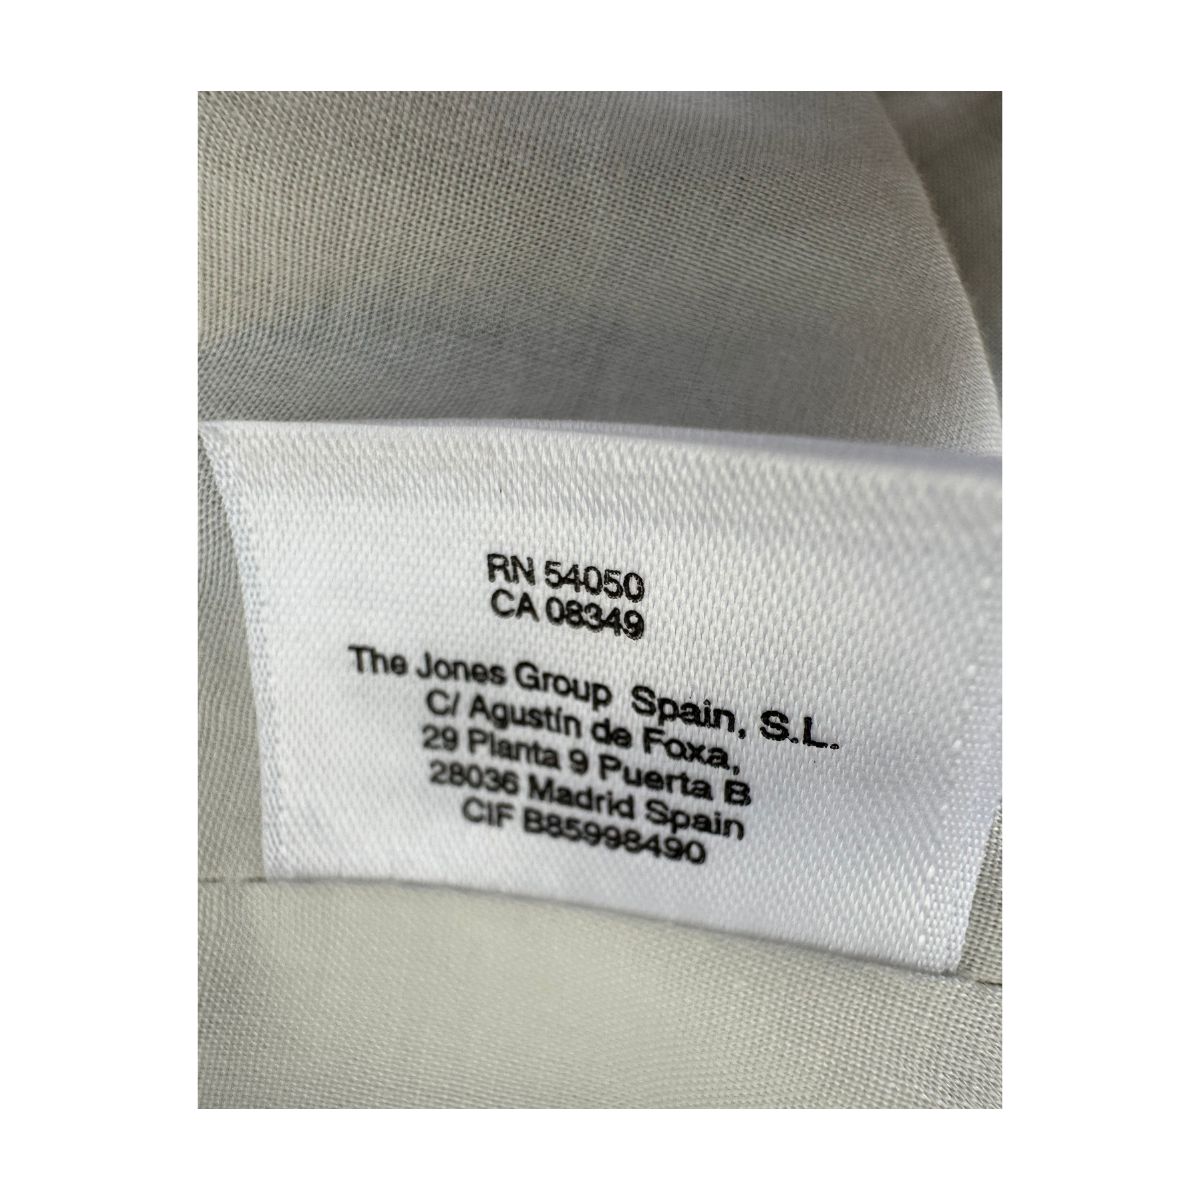 RN 54050
CA 08349
The Jones Group Spain, S.L.
C/ Agustín de Foxa,
29 Planta 9 Puerta B
28036 Madrid Spain
CIF B85998490